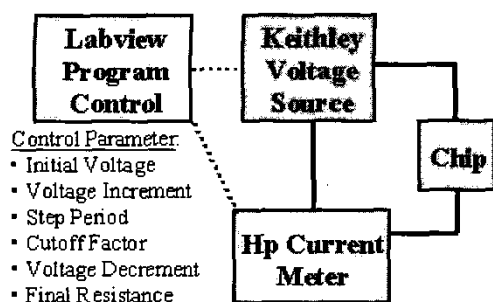 Labview
Program
Control
Keithley
Voltage
Source
Chip
Hp Current
Meter
Control Parameter:
• Initial Voltage
• Voltage Increment
• Step Period
• Cutoff Factor
• Voltage Decrement
• Final Resistance